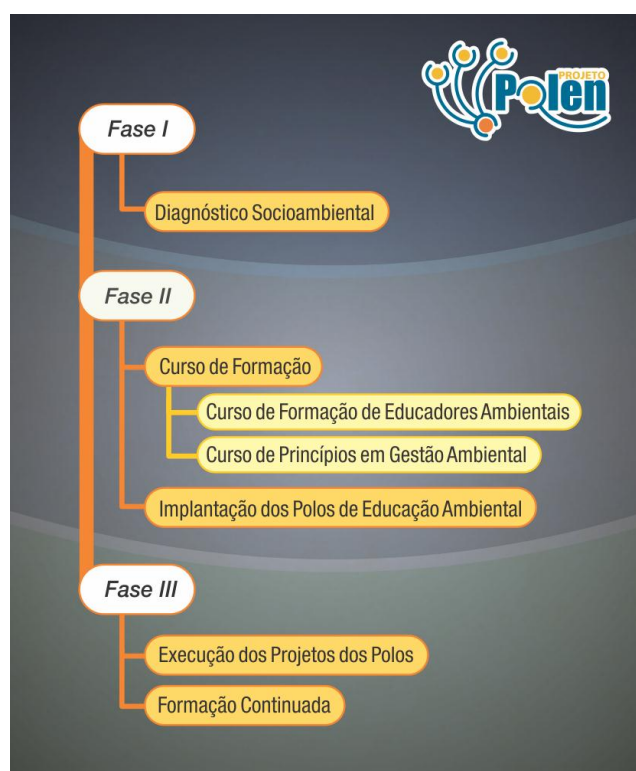 PROJETO
Polen
Fase I
Diagnóstico Socioambiental
Fase II
Curso de Formação
Curso de Formação de Educadores Ambientais
Curso de Princípios em Gestão Ambiental
Implantação dos Polos de Educação Ambiental
Fase III
Execução dos Projetos dos Polos
Formação Continuada